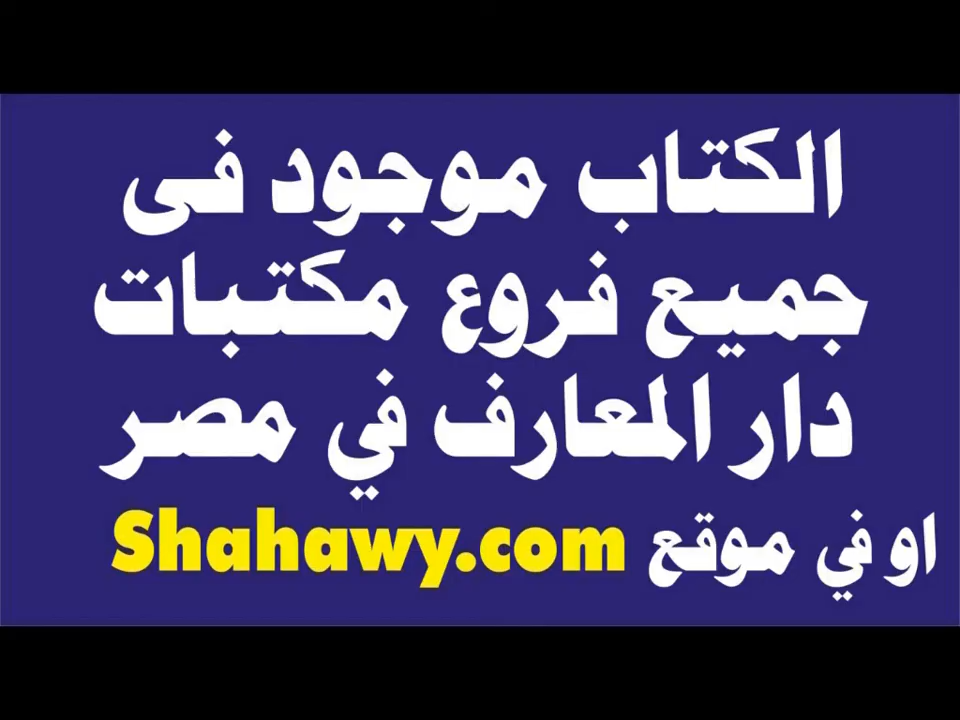 الكتاب موجود فى
جميع فروع مكتبات
دار المعارف في مصر
او في موقع Shahawy.com